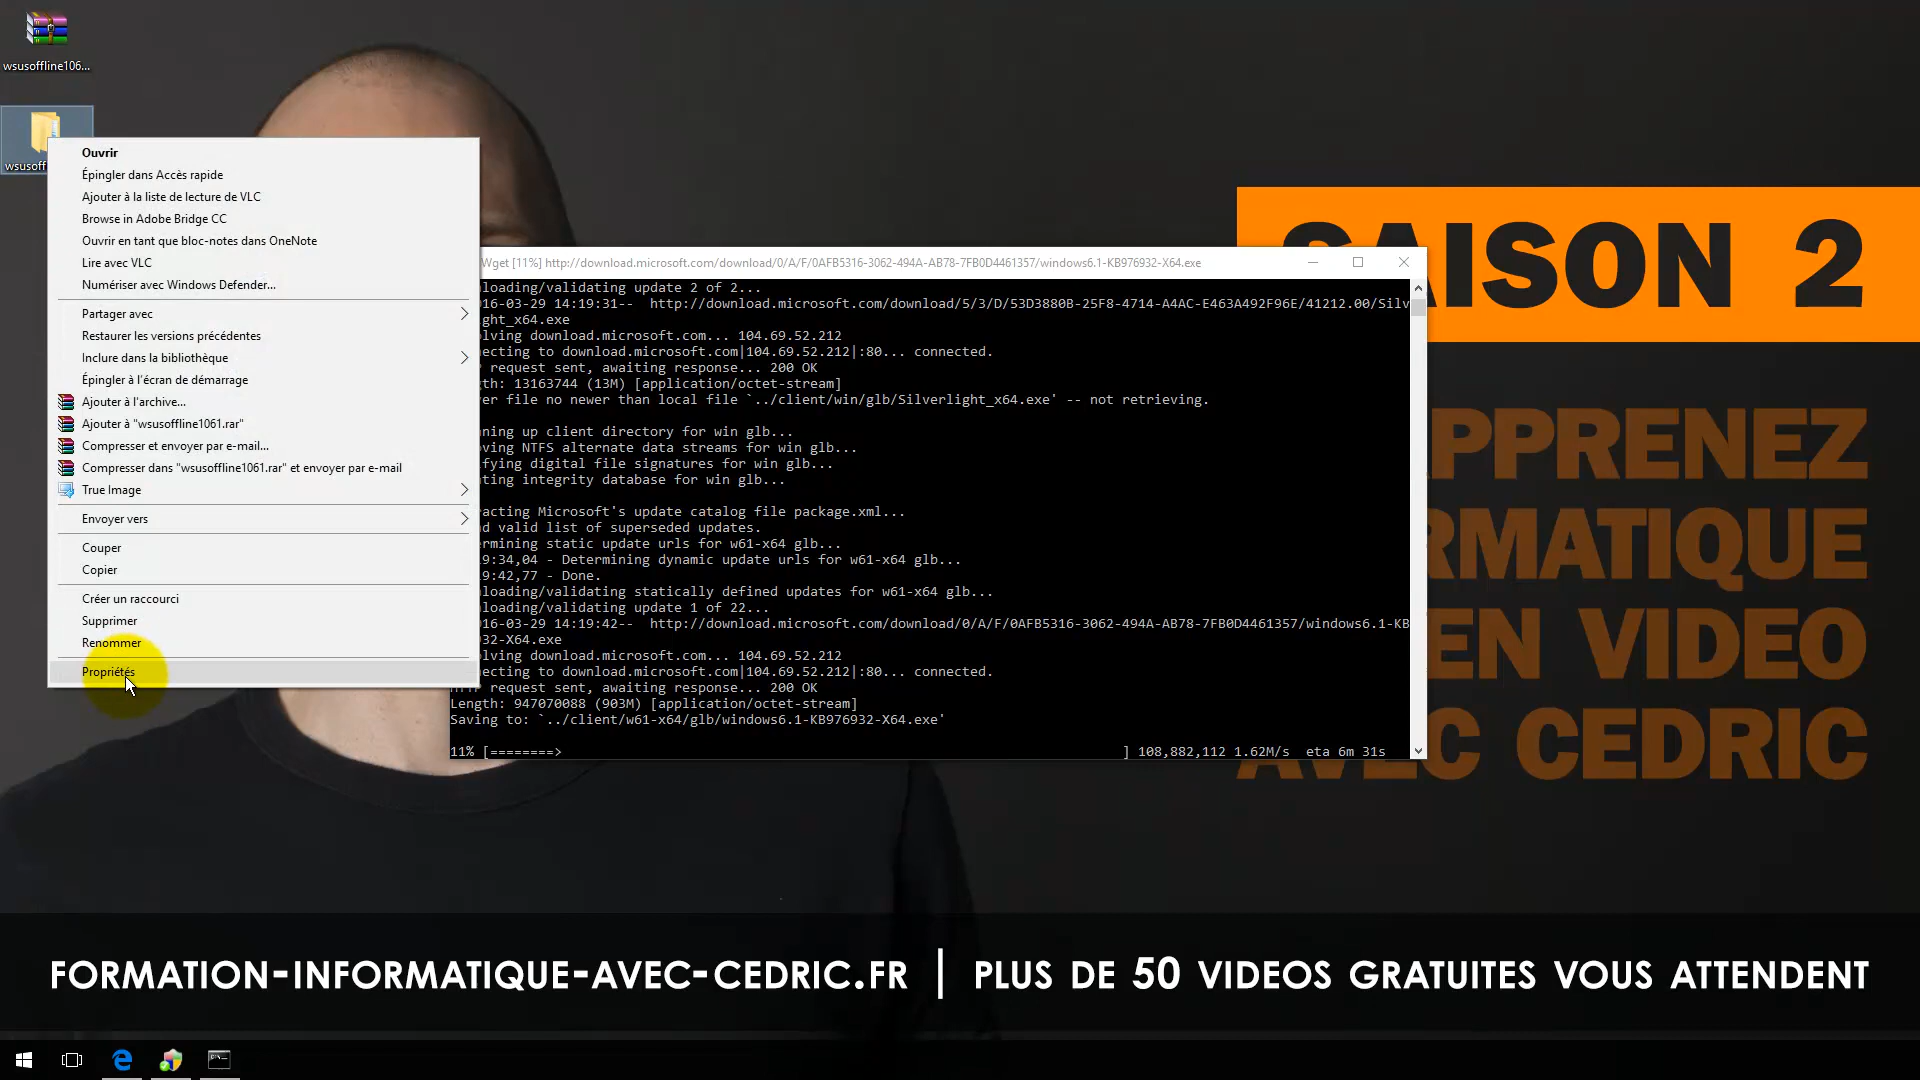 wsusoffline106...
wsusoff
Ouvrir
Épingler dans Accès rapide
Ajouter à la liste de lecture de VLC
Browse in Adobe Bridge CC
Ouvrir en tant que bloc-notes dans OneNote
Lire avec VLC
Numériser avec Windows Defender...
Partager avec
Restaurer les versions précédentes
Inclure dans la bibliothèque
Épingler à l'écran de démarrage
Ajouter à l'archive...
Ajouter à "wsusoffline1061.rar"
Compresser et envoyer par e-mail...
Compresser dans "wsusoffline1061.rar" et envoyer par e-mail
True Image
Envoyer vers
Couper
Copier
Créer un raccourci
Supprimer
Renommer
Propriétés
Wget [11%] http://download.microsoft.com/download/0/A/F/0AFB5316-3062-494A-AB78-7FB0D4461357/windows6.1-KB976932-X64.exe
loading/validating update 2 of 2...
16-03-29 14:19:31-- http://download.microsoft.com/download/5/3/D/53D3880B-25F8-4714-A4AC-E463A492F96E/41212.00/Silv
ght_x64.exe
olving download.microsoft.com... 104.69.52.212
ecting to download.microsoft.com|104.69.52.212|:80... connected.
request sent, awaiting response... 200 OK
gth: 13163744 (13M) [application/octet-stream]
er file no newer than local file `../client/win/glb/Silverlight_x64.exe' -- not retrieving.
ning up client directory for win glb...
oving NTFS alternate data streams for win glb...
ifying digital file signatures for win glb...
ating integrity database for win glb...
acting Microsoft's update catalog file package.xml...
d valid list of superseded updates.
rmining static update urls for w61-x64 glb...
9:34,04 - Determining dynamic update urls for w61-x64 glb...
9:42,77 - Done.
loading/validating statically defined updates for w61-x64 glb...
loading/validating update 1 of 22...
16-03-29 14:19:42-- http://download.microsoft.com/download/0/A/F/0AFB5316-3062-494A-AB78-7FB0D4461357/windows6.1-KB
32-X64.exe
olving download.microsoft.com... 104.69.52.212
ecting to download.microsoft.com|104.69.52.212|:80... connected.
HTTP request sent, awaiting response... 200 OK
Length: 947070088 (903M) [application/octet-stream]
Saving to: `../client/w61-x64/glb/windows6.1-KB976932-X64.exe'
11% [========> ] 108,882,112 1.62M/s eta 6m 31s
SAISON 2
PPRENEZ
RMATIQUE
EN VIDEO
AVEC CEDRIC
FORMATION-INFORMATIQUE-AVEC-CEDRIC.FR | PLUS DE 50 VIDEOS GRATUITES VOUS ATTENDENT